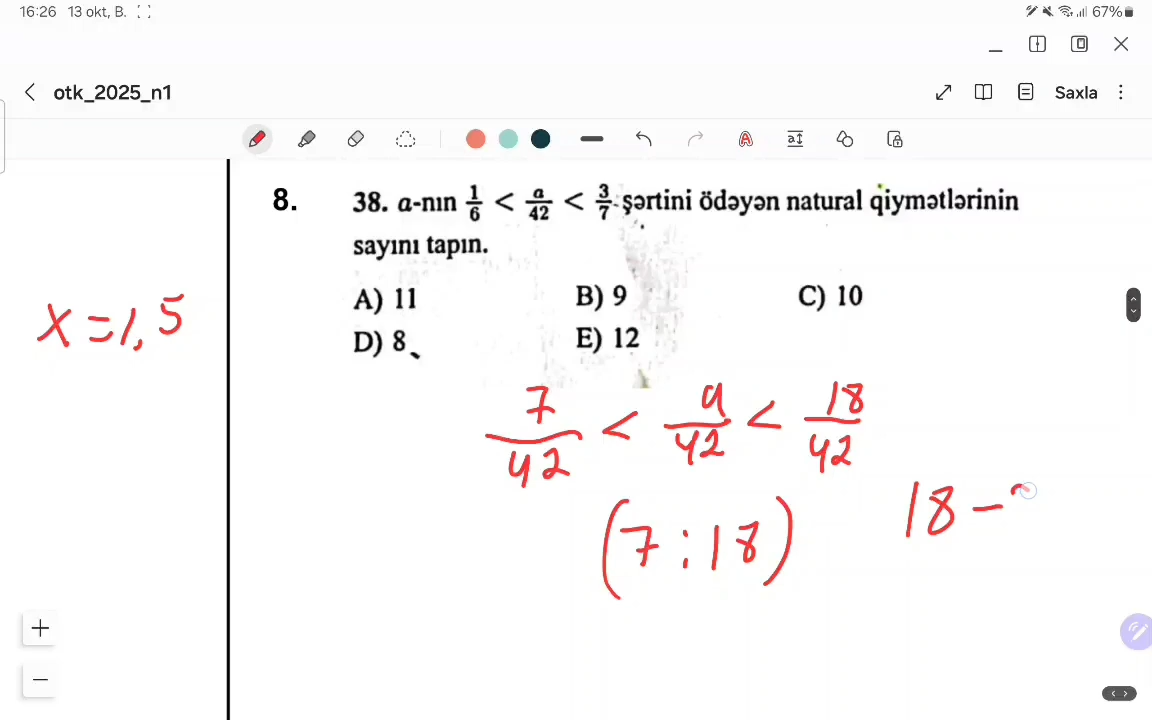 16:26 13 okt, B. 67%
otk_2025_n1 Saxla
8. 38. a-nın 1/6 < a/42 < 3/7 şərtini ödəyən natural qiymətlərinin
sayını tapın.
A) 11 B) 9 C) 10
D) 8 E) 12
x = 1,5
7/42 < a/42 < 18/42
(7 ; 18)
18 -